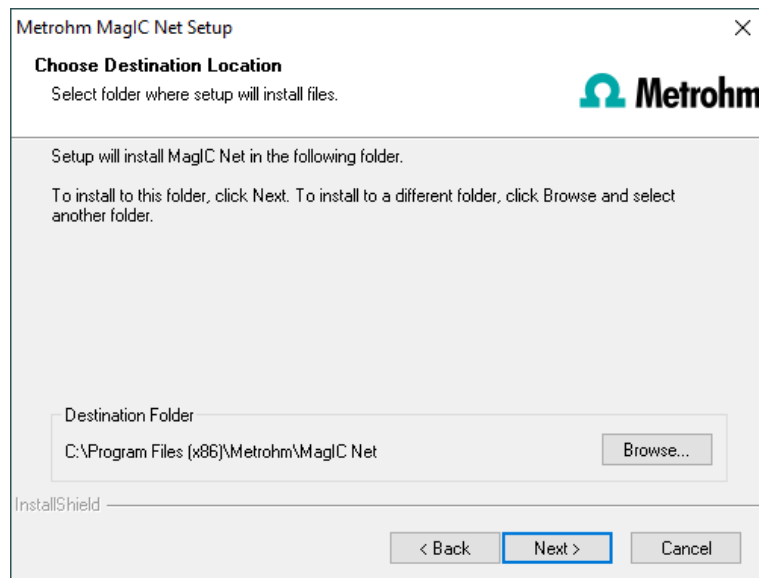 Metrohm MagIC Net Setup
Choose Destination Location
Select folder where setup will install files.
Metrohm
Setup will install MagIC Net in the following folder.
To install to this folder, click Next. To install to a different folder, click Browse and select
another folder.
Destination Folder
C:\Program Files (x86)\Metrohm\MagIC Net
Browse...
InstallShield
< Back
Next >
Cancel